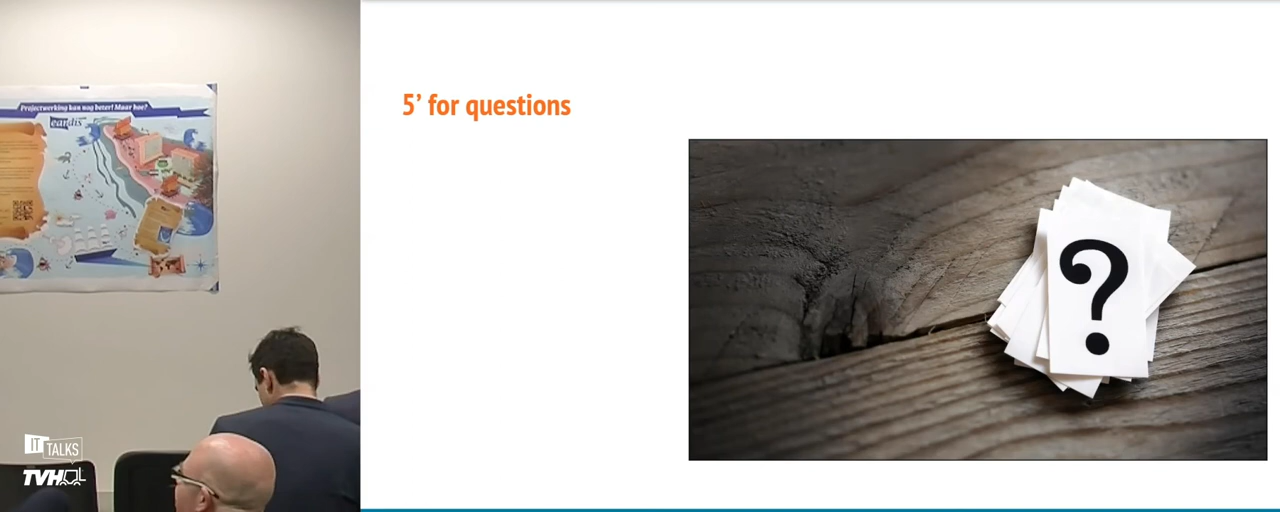 Projectwerking kan nog beter! Maar hoe?
eandis
5’ for questions
?
IT TALKS
TVH